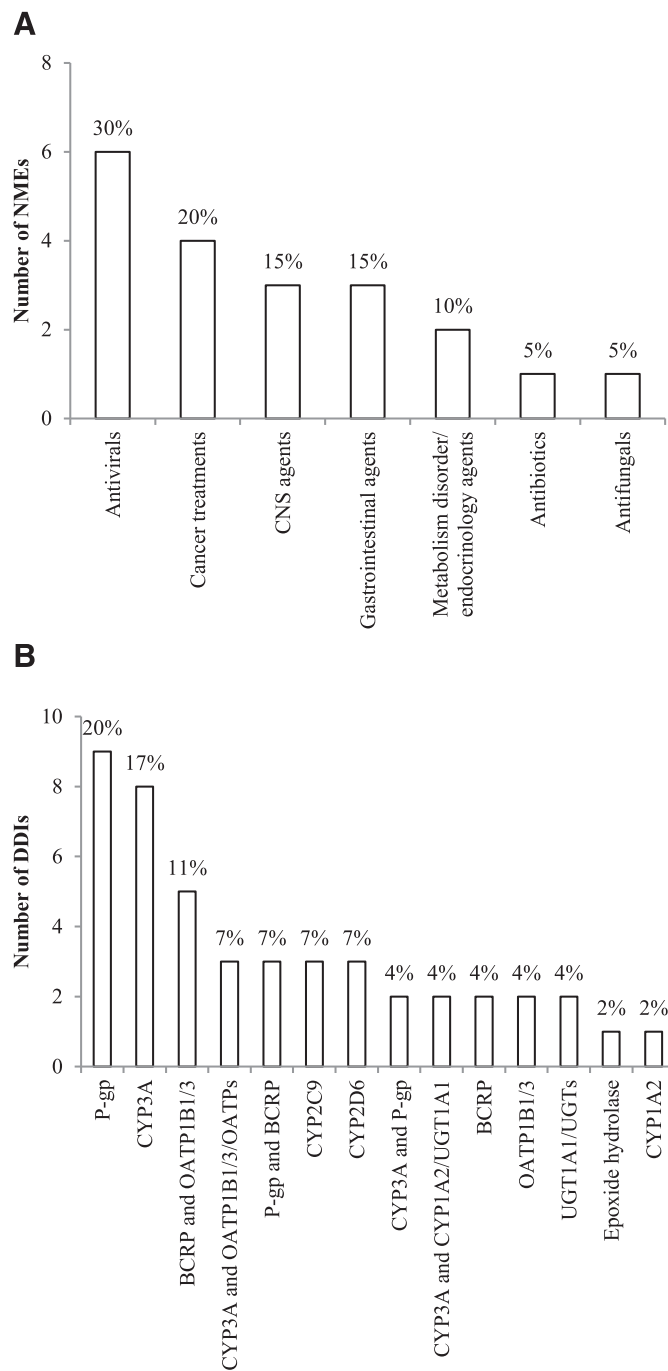 A
Number of NMEs
8
6
4
2
0
30%
20%
15%
15%
10%
5%
5%
Antivirals
Cancer treatments
CNS agents
Gastrointestinal agents
Metabolism disorder/
endocrinology agents
Antibiotics
Antifungals
B
Number of DDIs
10
8
6
4
2
0
20%
17%
11%
7%
7%
7%
7%
4%
4%
4%
4%
4%
2%
2%
P-gp
CYP3A
BCRP and OATP1B1/3
CYP3A and OATP1B1/3/OATPs
P-gp and BCRP
CYP2C9
CYP2D6
CYP3A and P-gp
CYP3A and CYP1A2/UGT1A1
BCRP
OATP1B1/3
UGT1A1/UGTs
Epoxide hydrolase
CYP1A2